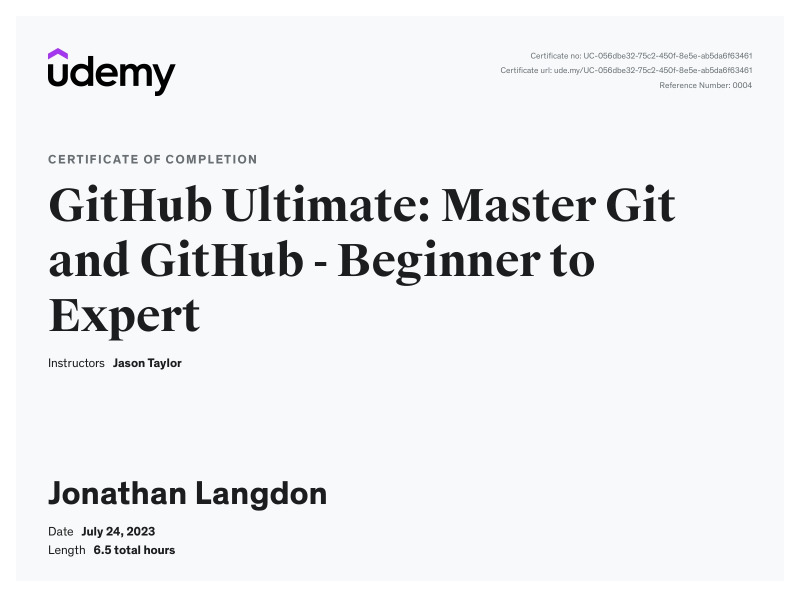 udemy
Certificate no: UC-056dbe32-75c2-450f-8e5e-ab5da6f63461
Certificate url: ude.my/UC-056dbe32-75c2-450f-8e5e-ab5da6f63461
Reference Number: 0004
CERTIFICATE OF COMPLETION
GitHub Ultimate: Master Git
and GitHub - Beginner to
Expert
Instructors Jason Taylor
Jonathan Langdon
Date July 24, 2023
Length 6.5 total hours